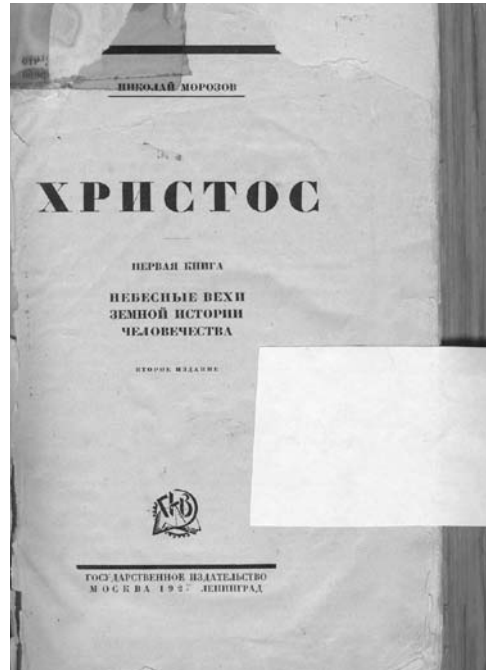 НИКОЛАЙ МОРОЗОВ
ХРИСТОС
ПЕРВАЯ КНИГА
НЕБЕСНЫЕ ВЕХИ
ЗЕМНОЙ ИСТОРИИ
ЧЕЛОВЕЧЕСТВА
ВТОРОЕ ИЗДАНИЕ
ГОСУДАРСТВЕННОЕ ИЗДАТЕЛЬСТВО
МОСКВА ЛЕНИНГРАД